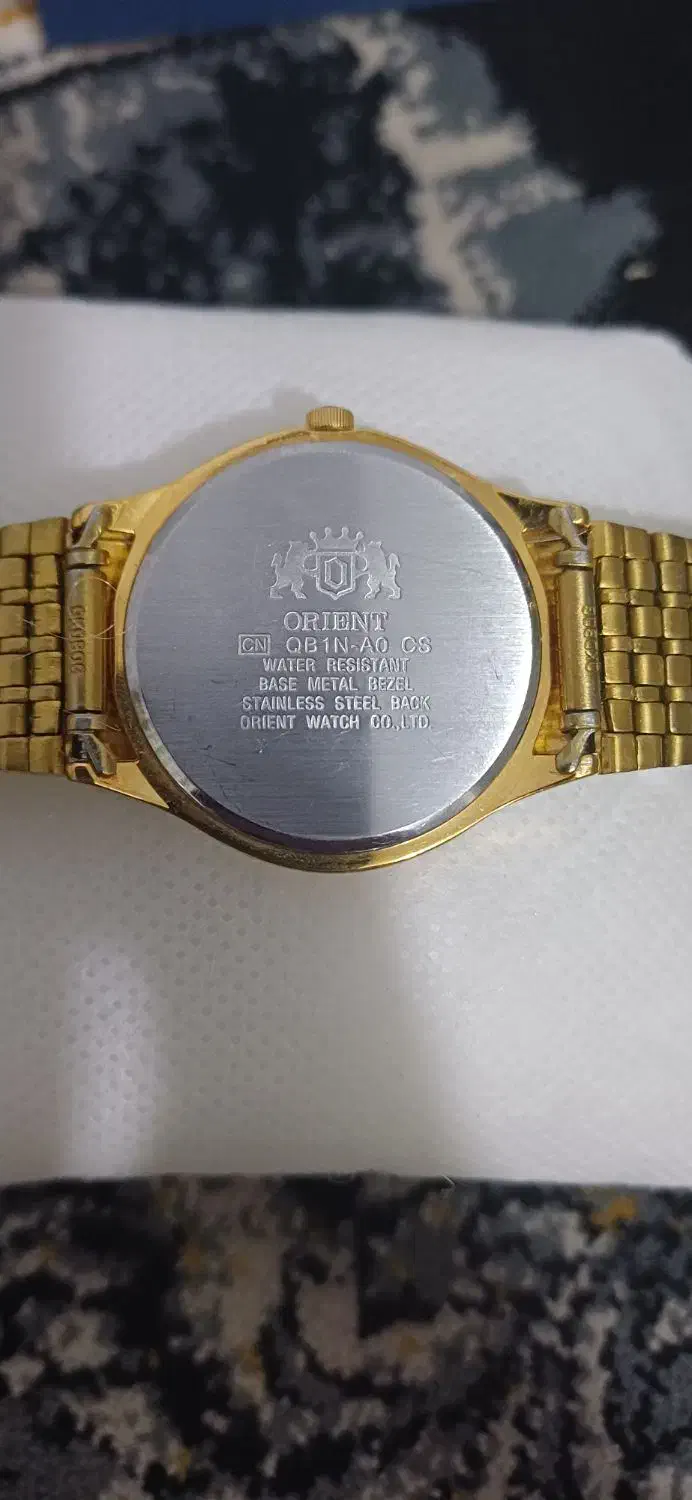 ORIENT
CN QB1N-A0 CS
WATER RESISTANT
BASE METAL BEZEL
STAINLESS STEEL BACK
ORIENT WATCH CO.,LTD.